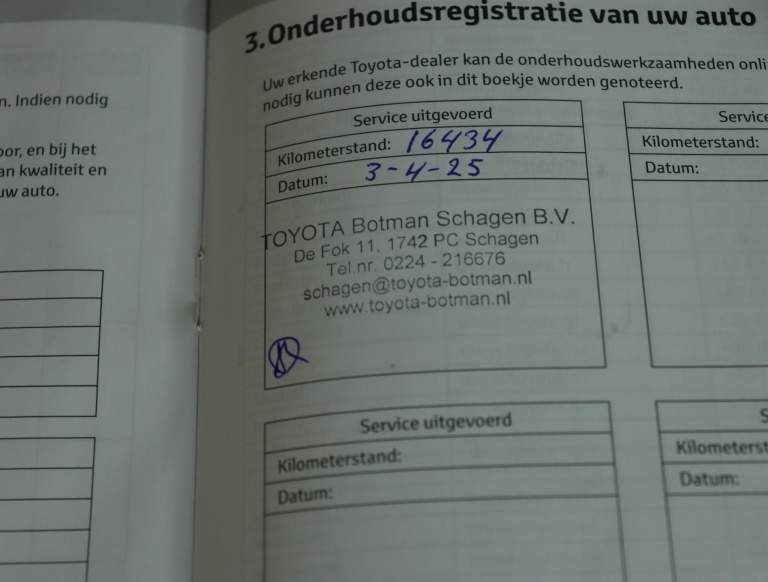 n. Indien nodig
oor, en bij het
an kwaliteit en
uw auto.
3. Onderhoudsregistratie van uw auto
Uw erkende Toyota-dealer kan de onderhoudswerkzaamheden onli
nodig kunnen deze ook in dit boekje worden genoteerd.
Service uitgevoerd
Kilometerstand: 16434
Datum: 3-4-25
TOYOTA Botman Schagen B.V.
De Fok 11. 1742 PC Schagen
Tel.nr. 0224 - 216676
schagen@toyota-botman.nl
www.toyota-botman.nl
Service
Kilometerstand:
Datum:
Service uitgevoerd
Kilometerstand:
Datum:
S
Kilometerst
Datum: